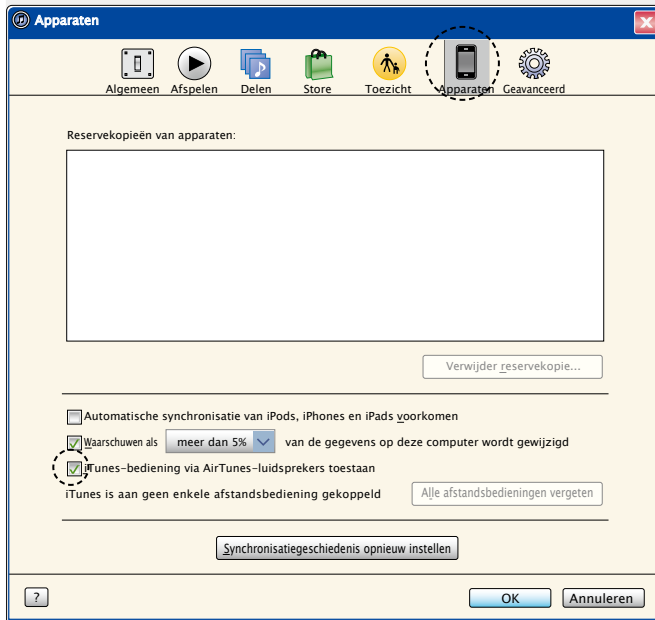 Apparaten
Algemeen Afspelen Delen Store Toezicht Apparaten Geavanceerd
Reservekopieën van apparaten:
Verwijder reservekopie...
Automatische synchronisatie van iPods, iPhones en iPads voorkomen
Waarschuwen als meer dan 5% van de gegevens op deze computer wordt gewijzigd
iTunes-bediening via AirTunes-luidsprekers toestaan
iTunes is aan geen enkele afstandsbediening gekoppeld Alle afstandsbedieningen vergeten
Synchronisatiegeschiedenis opnieuw instellen
? OK Annuleren